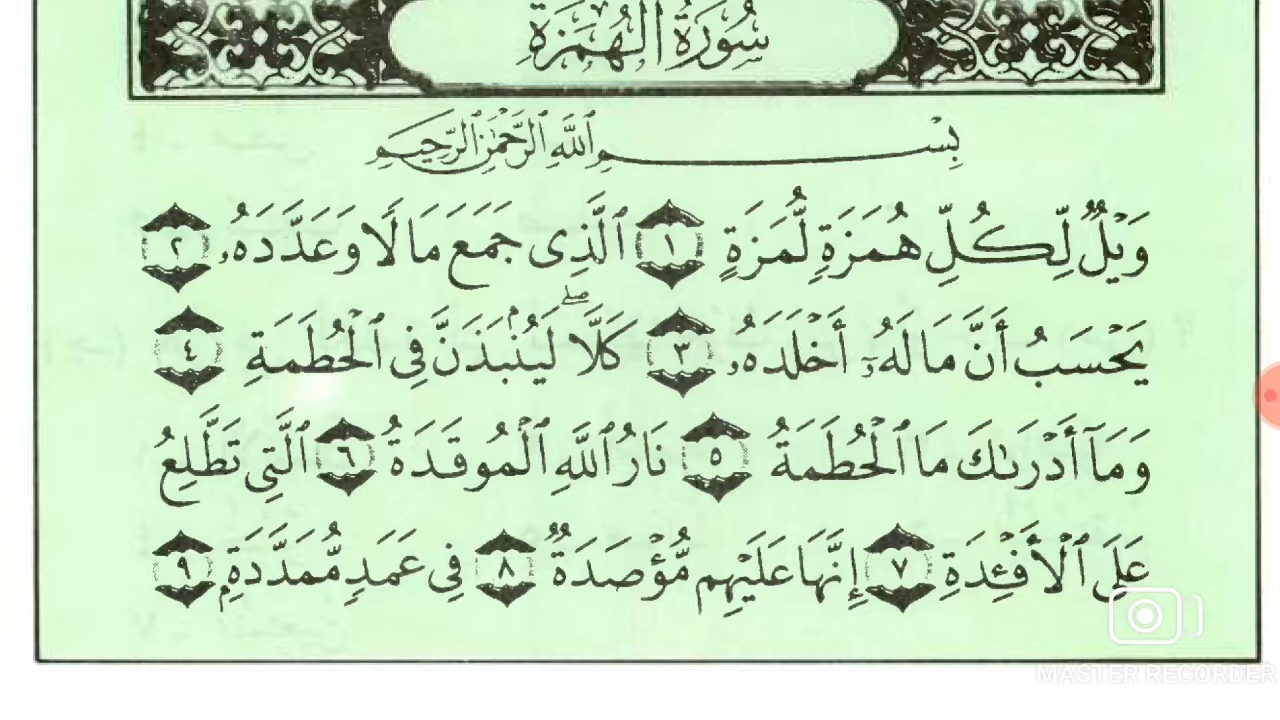 سُورَةُ الهُمَزَةِ
بِسْمِ ٱللَّهِ ٱلرَّحْمَٰنِ ٱلرَّحِيمِ
وَيْلٌ لِّكُلِّ هُمَزَةٍ لُّمَزَةٍ ١ ٱلَّذِى جَمَعَ مَالًا وَعَدَّدَهُۥ ٢
يَحْسَبُ أَنَّ مَالَهُۥٓ أَخْلَدَهُۥ ٣ كَلَّا ۖ لَيُنۢبَذَنَّ فِى ٱلْحُطَمَةِ ٤
وَمَآ أَدْرَىٰكَ مَا ٱلْحُطَمَةُ ٥ نَارُ ٱللَّهِ ٱلْمُوقَدَةُ ٦ ٱلَّتِى تَطَّلِعُ
عَلَى ٱلْأَفْـِٔدَةِ ٧ إِنَّهَا عَلَيْهِم مُّؤْصَدَةٌ ٨ فِى عَمَدٍ مُّمَدَّدَةٍۭ ٩
MASTER RECORDER